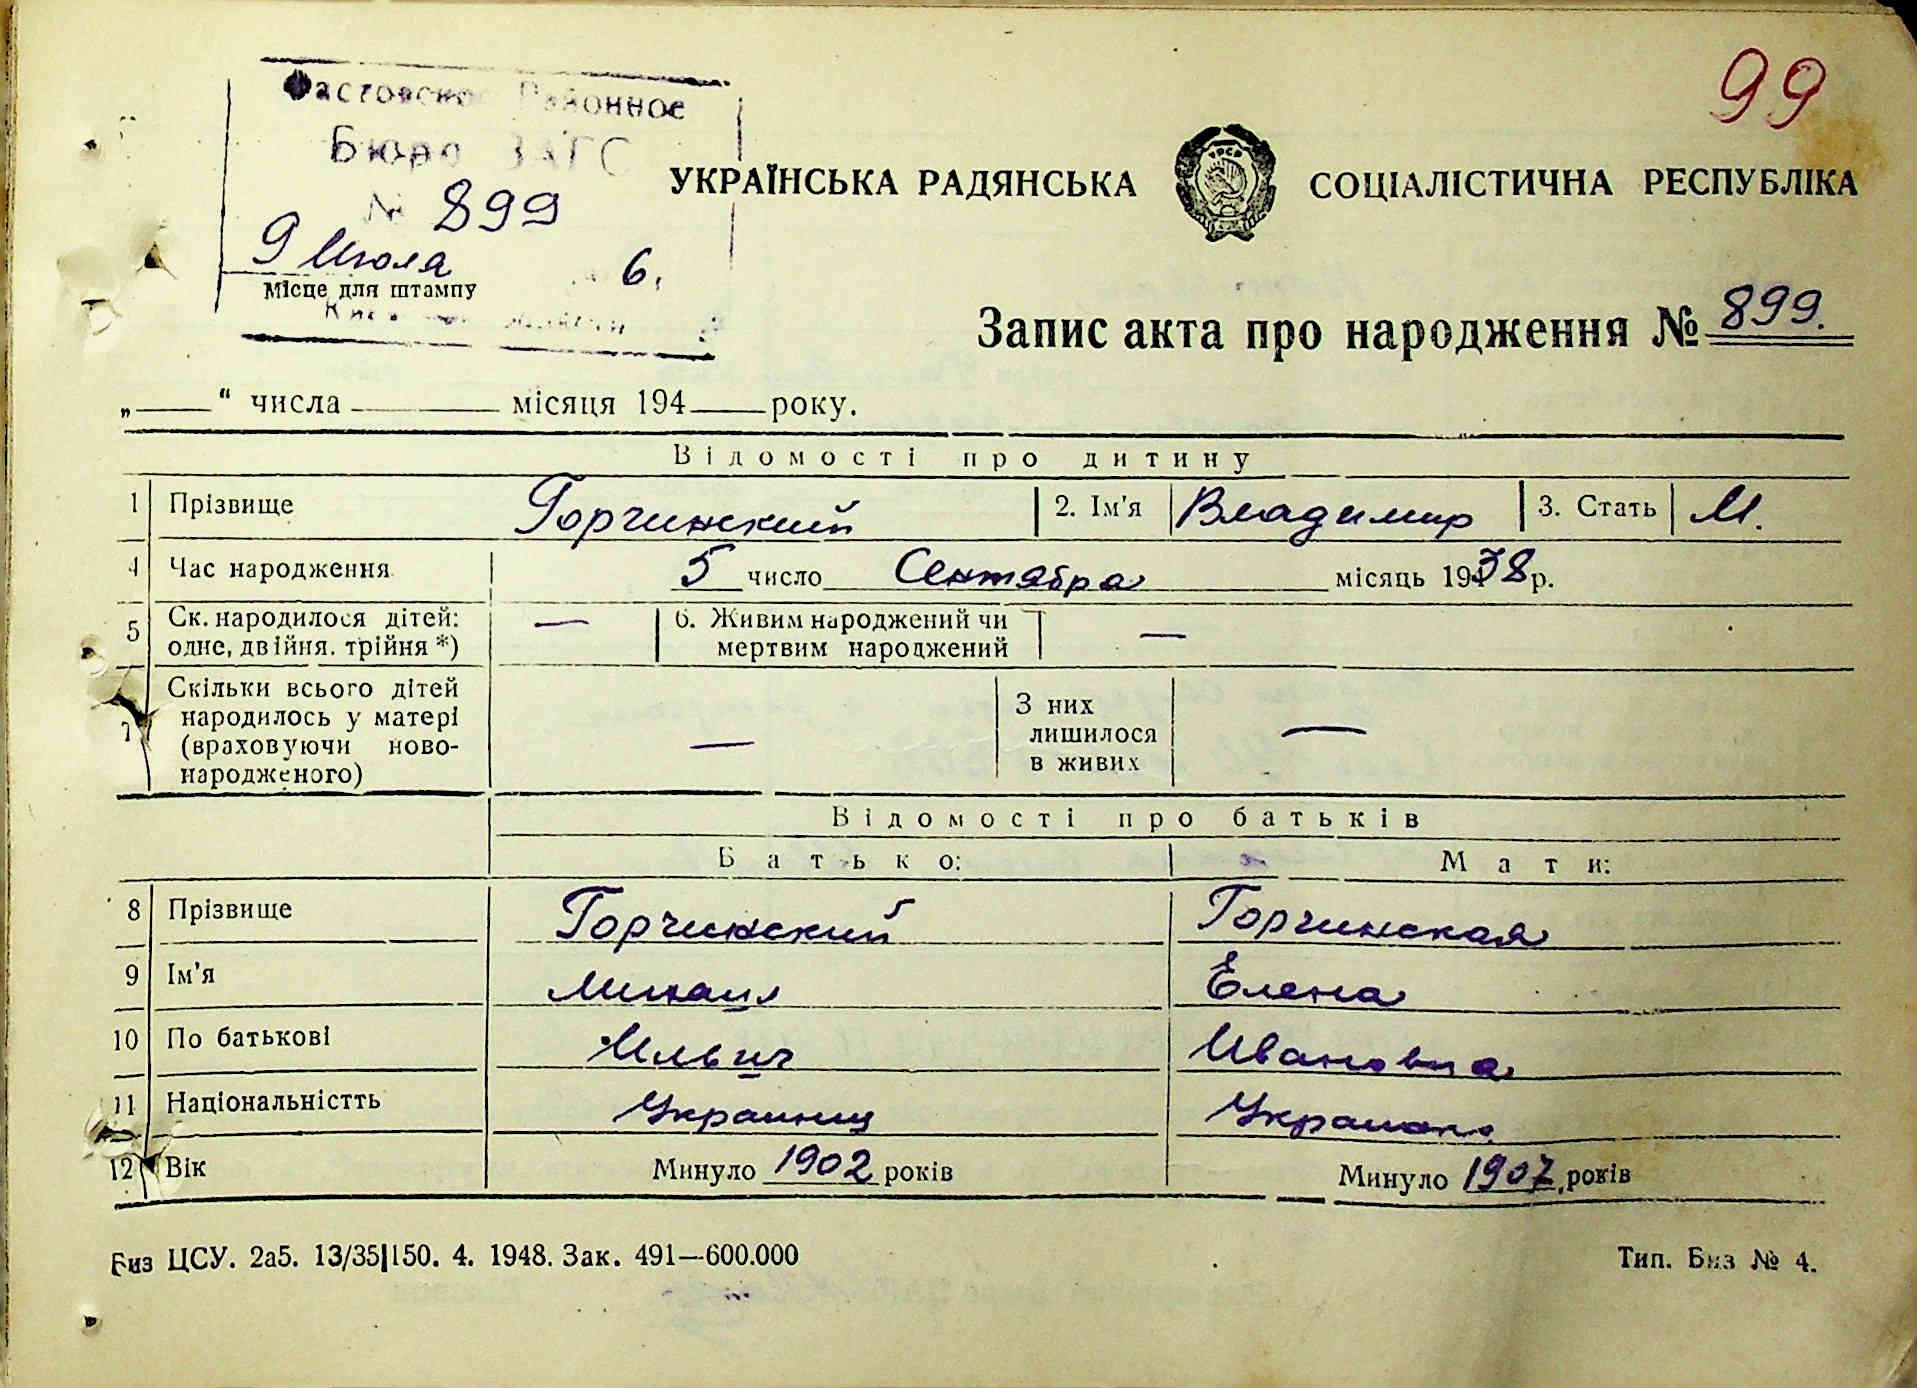 99
Фастовское Районное
Бюро ЗАГС
№ 899
9 Июля 6.
Місце для штампу
УКРАЇНСЬКА РАДЯНСЬКА СОЦІАЛІСТИЧНА РЕСПУБЛІКА
УРСР
Запис акта про народження № 899.
„ “ числа місяця 194 року.
Відомості про дитину
1 Прізвище Горчинский 2. Ім'я Владимир 3. Стать М.
4 Час народження 5 число Сентября місяць 1938 р.
5 Ск. народилося дітей: одне, двійня. трійня *) — 6. Живим народжений чи мертвим народжений —
7 Скільки всього дітей народилось у матері (враховуючи ново-народженого) — З них лишилося в живих —
Відомості про батьків
Батько: Мати:
8 Прізвище Горчинский Горчинская
9 Ім'я Михаил Елена
10 По батькові Ильич Ивановна
11 Національністть Украинец Украинка
12 Вік Минуло 1902 років Минуло 1907 років
Биз ЦСУ. 2а5. 13/35|150. 4. 1948. Зак. 491—600.000 Тип. Биз № 4.